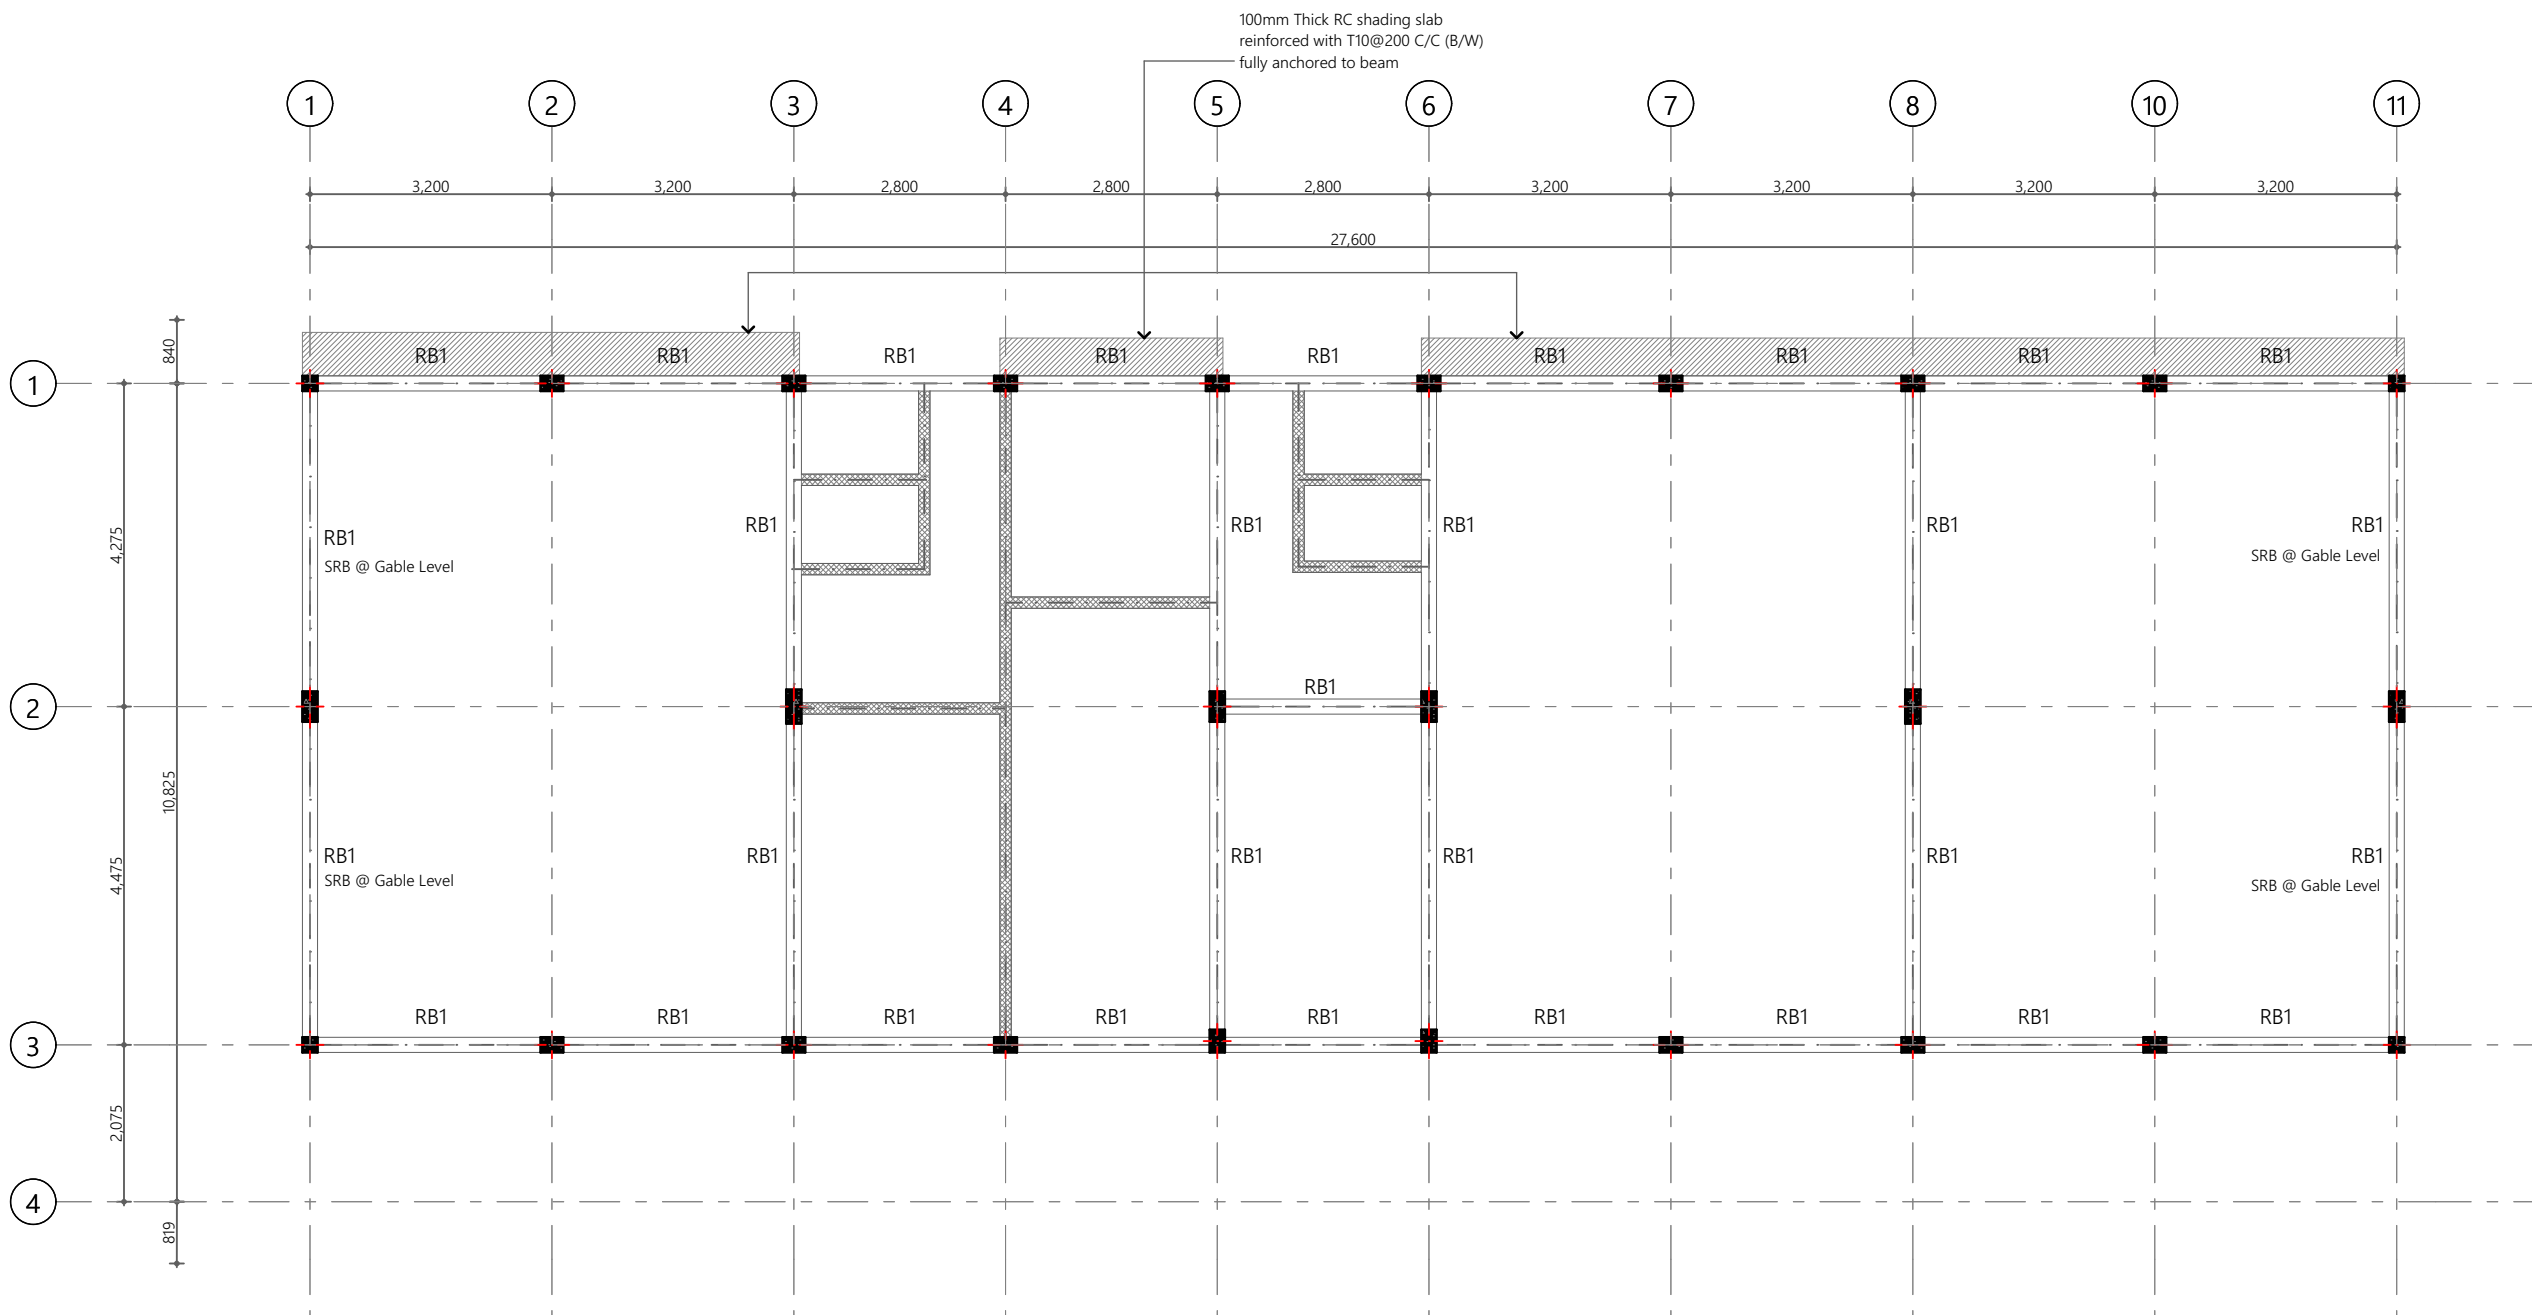 100mm Thick RC shading slab
reinforced with T10@200 C/C (B/W)
fully anchored to beam
1 2 3 4 5 6 7 8 10 11
3,200 3,200 2,800 2,800 2,800 3,200 3,200 3,200 3,200
27,600
840
RB1 RB1 RB1 RB1 RB1 RB1 RB1 RB1 RB1
1
4,275
RB1 RB1 RB1 RB1 RB1
RB1 RB1
SRB @ Gable Level SRB @ Gable Level
RB1
2
10,825
4,475
RB1 RB1 RB1 RB1 RB1 RB1
SRB @ Gable Level SRB @ Gable Level
RB1 RB1 RB1 RB1 RB1 RB1 RB1 RB1 RB1
3
2,075
4
819